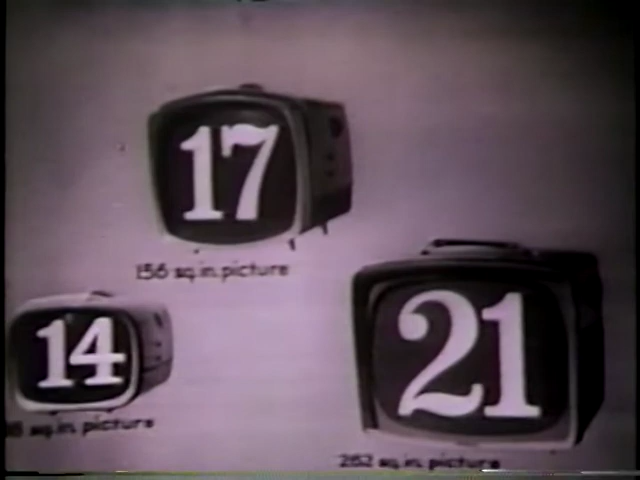 17
156 sq.in.picture
14
sq.in.picture
21
262 sq.in.picture